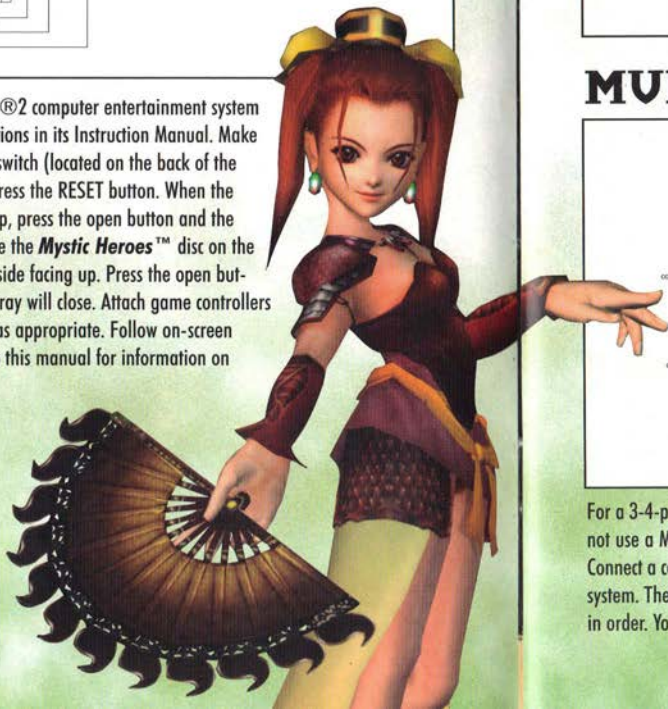 ®2 computer entertainment system
ions in its Instruction Manual. Make
switch (located on the back of the
ress the RESET button. When the
p, press the open button and the
e the Mystic Heroes™ disc on the
side facing up. Press the open but-
ray will close. Attach game controllers
as appropriate. Follow on-screen
this manual for information on
MU
For a 3-4-p
not use a M
Connect a c
system. The
in order. Yo